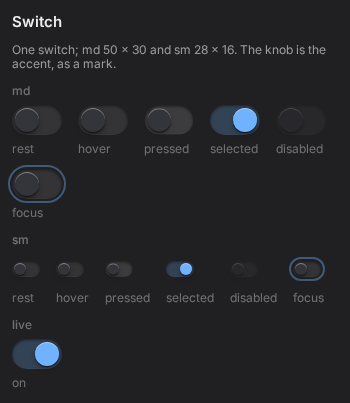 Switch
One switch; md 50 × 30 and sm 28 × 16. The knob is the
accent, as a mark.
md
rest hover pressed selected disabled
focus
sm
rest hover pressed selected disabled focus
live
on